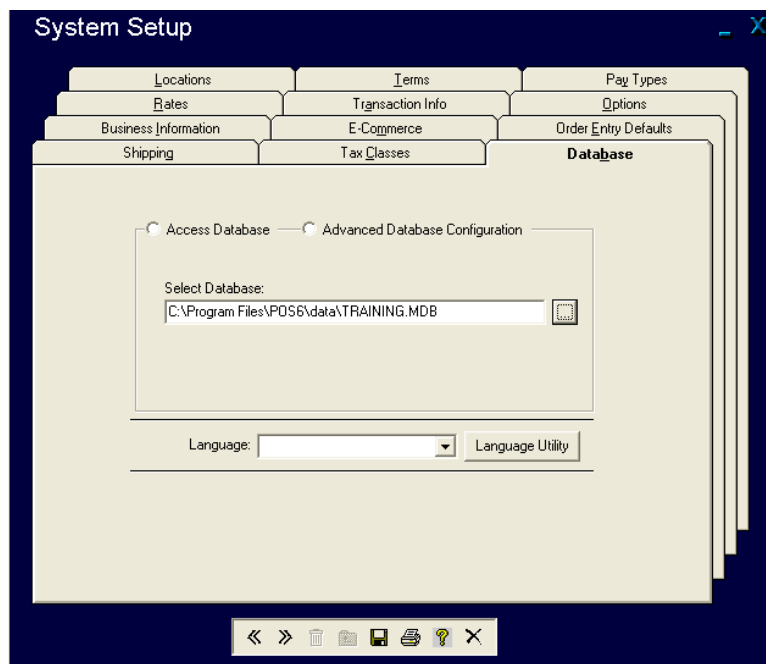 System Setup
Locations
Terms
Pay Types
Rates
Transaction Info
Options
Business Information
E-Commerce
Order Entry Defaults
Shipping
Tax Classes
Database
Access Database
Advanced Database Configuration
Select Database:
C:\Program Files\POS6\data\TRAINING.MDB
...
Language:
Language Utility